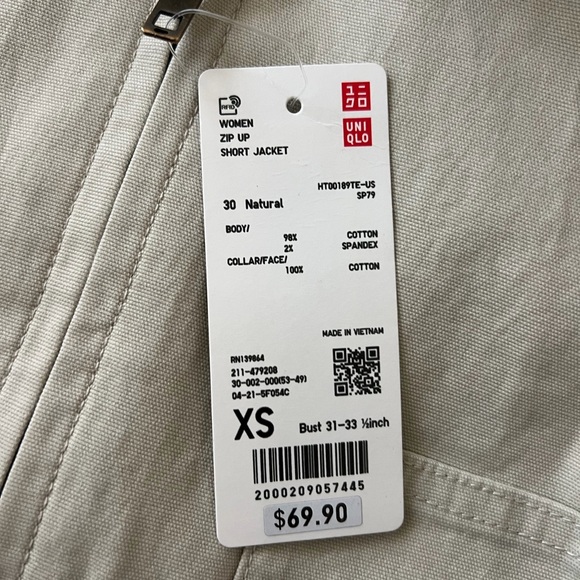 RFID
ユニ
クロ
UNI
QLO
WOMEN
ZIP UP
SHORT JACKET
HT00189TE-US
SP79
30 Natural
BODY/
98% COTTON
2% SPANDEX
COLLAR/FACE/
100% COTTON
MADE IN VIETNAM
RN139864
211-479208
30-002-000(53-49)
04-21-5F054C
XS Bust 31-33 ½inch
2000209057445
$69.90